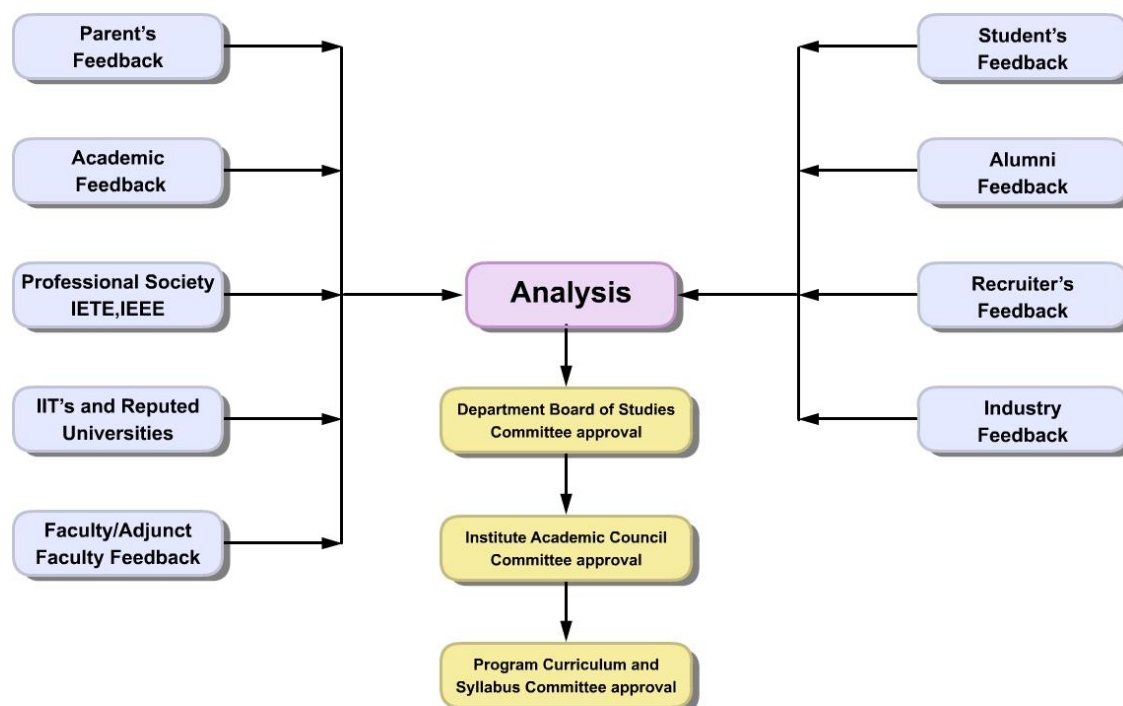 Parent's
Feedback
Academic
Feedback
Professional Society
IETE,IEEE
IIT's and Reputed
Universities
Faculty/Adjunct
Faculty Feedback
Analysis
Department Board of Studies
Committee approval
Institute Academic Council
Committee approval
Program Curriculum and
Syllabus Committee approval
Student's
Feedback
Alumni
Feedback
Recruiter's
Feedback
Industry
Feedback